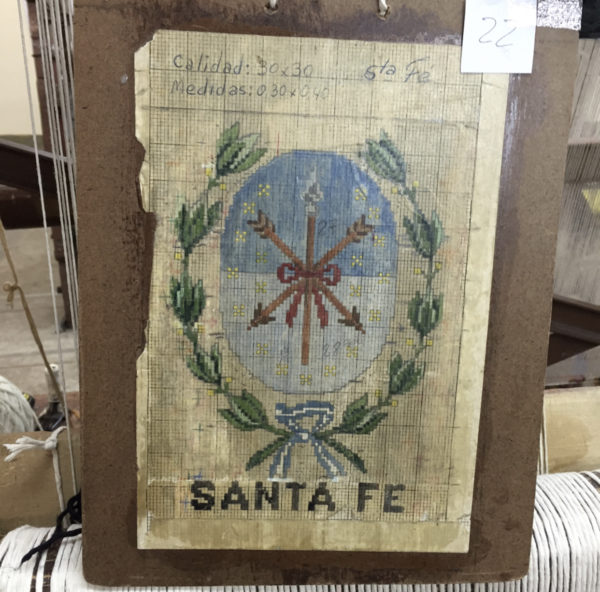 22
Calidad: 30x30 Sta Fe
Medidas: 0,30 x 0,40
SANTA FE